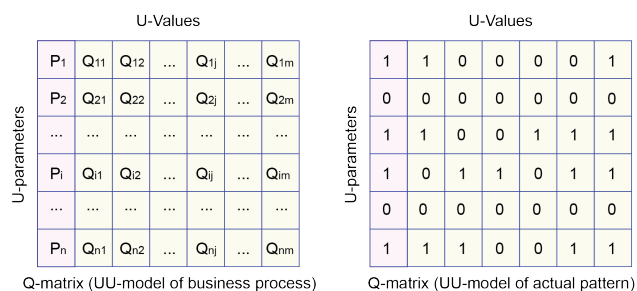 U-Values
U-parameters
P1 Q11 Q12 ... Q1j ... Q1m
P2 Q21 Q22 ... Q2j ... Q2m
... ... ... ... ... ... ...
Pi Qi1 Qi2 ... Qij ... Qim
... ... ... ... ... ... ...
Pn Qn1 Qn2 ... Qnj ... Qnm
Q-matrix (UU-model of business process)
U-Values
U-parameters
1 1 0 0 0 0 1
0 0 0 0 0 0 0
1 1 0 0 1 1 1
1 0 1 1 0 1 1
0 0 0 0 0 0 0
1 1 1 0 0 1 1
Q-matrix (UU-model of actual pattern)